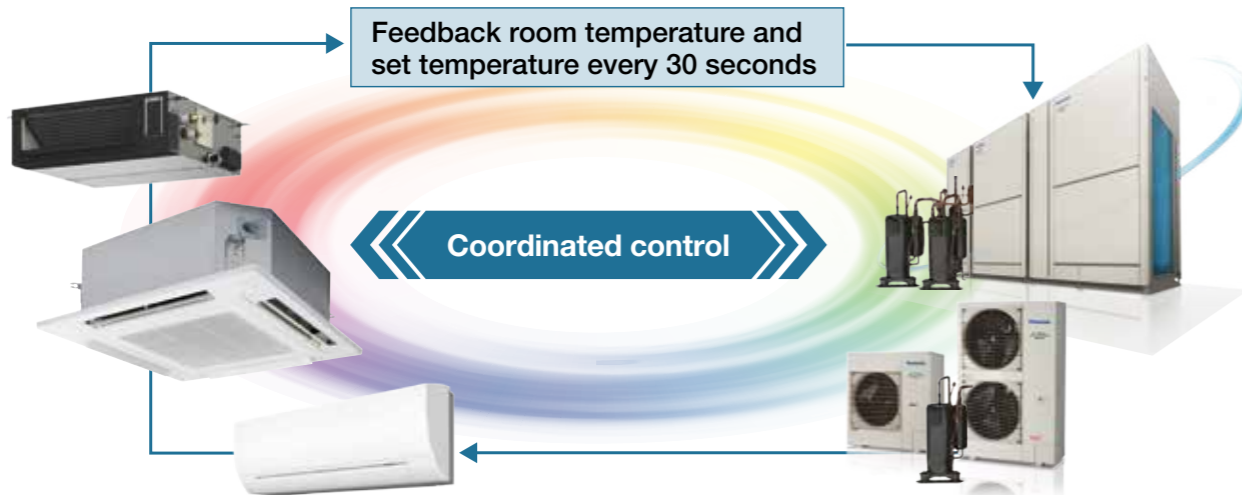 Feedback room temperature and
set temperature every 30 seconds
Coordinated control